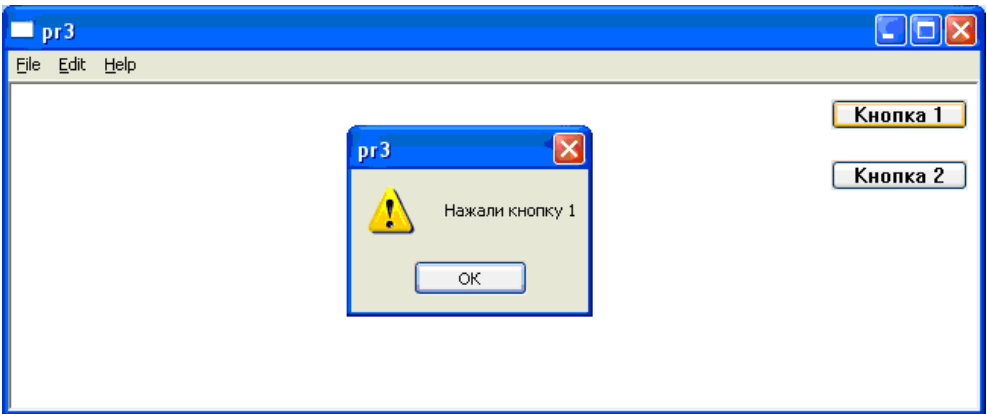 pr3
File Edit Help
Кнопка 1
pr3
Кнопка 2
Нажали кнопку 1
OK